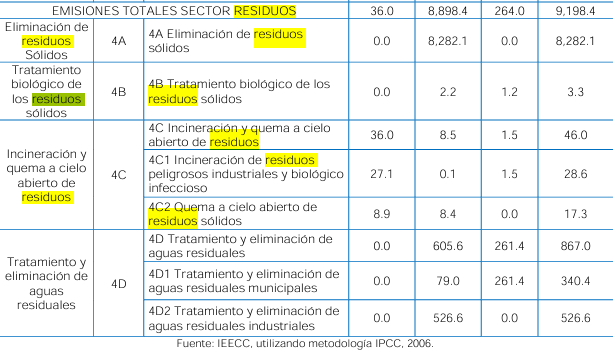 EMISIONES TOTALES SECTOR RESIDUOS 36.0 8,898.4 264.0 9,198.4
Eliminación de
residuos
Sólidos
4A
4A Eliminación de residuos
sólidos
0.0 8,282.1 0.0 8,282.1
Tratamiento
biológico de
los residuos
sólidos
4B
4B Tratamiento biológico de los
residuos sólidos
0.0 2.2 1.2 3.3
Incineración y
quema a cielo
abierto de
residuos
4C
4C Incineración y quema a cielo
abierto de residuos
36.0 8.5 1.5 46.0
4C1 Incineración de residuos
peligrosos industriales y biológico
infeccioso
27.1 0.1 1.5 28.6
4C2 Quema a cielo abierto de
residuos sólidos
8.9 8.4 0.0 17.3
Tratamiento y
eliminación de
aguas
residuales
4D
4D Tratamiento y eliminación de
aguas residuales
0.0 605.6 261.4 867.0
4D1 Tratamiento y eliminación de
aguas residuales municipales
0.0 79.0 261.4 340.4
4D2 Tratamiento y eliminación de
aguas residuales industriales
0.0 526.6 0.0 526.6
Fuente: IEECC, utilizando metodología IPCC, 2006.